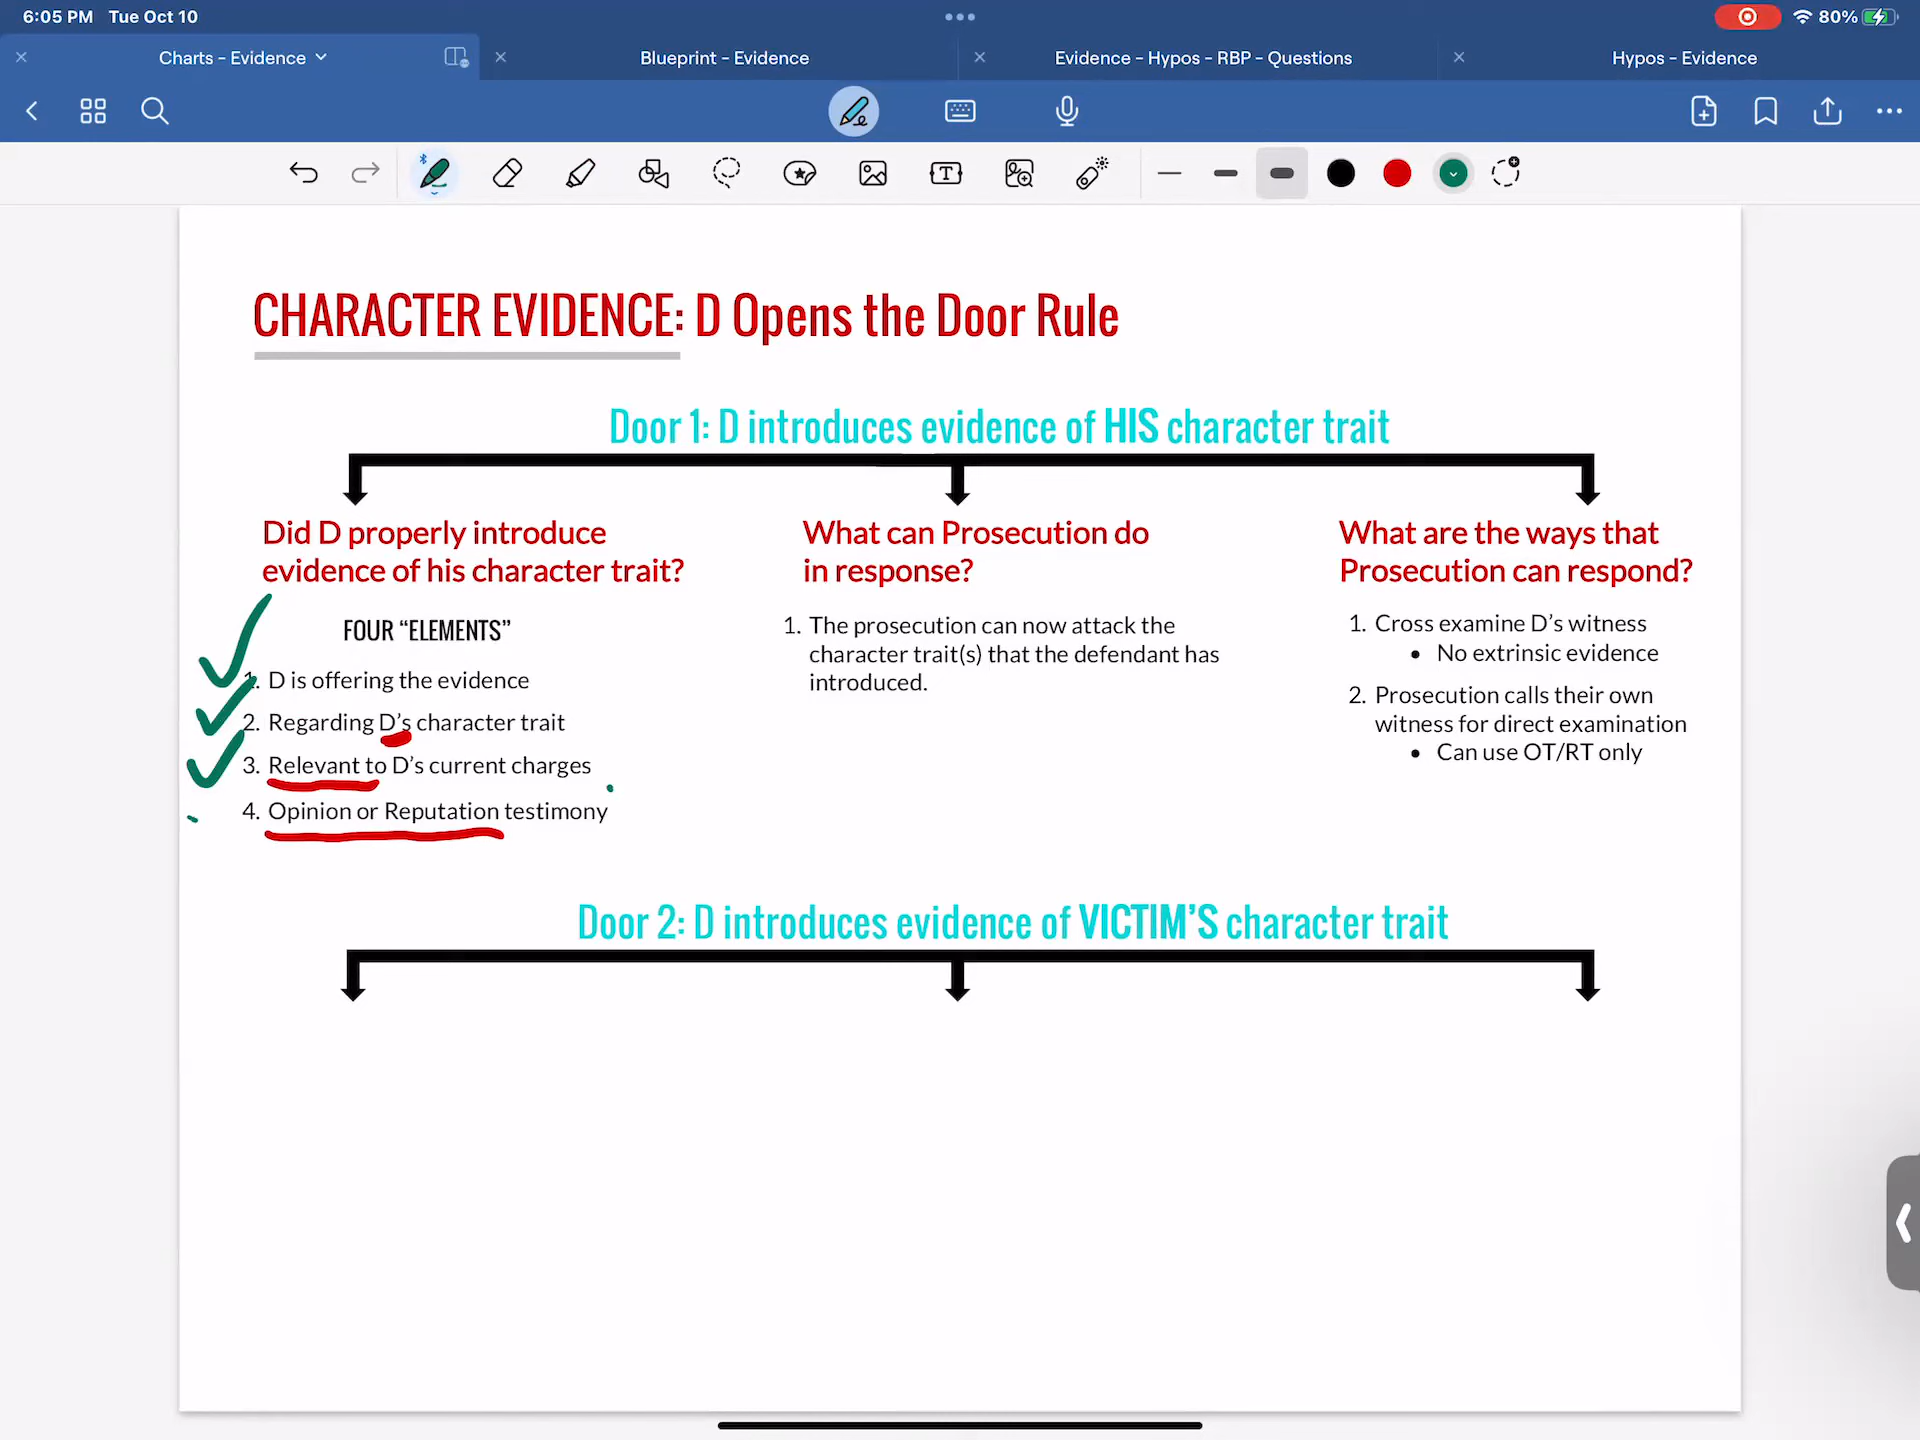 6:05 PM Tue Oct 10
80%
Charts - Evidence
Blueprint - Evidence
Evidence - Hypos - RBP - Questions
Hypos - Evidence
CHARACTER EVIDENCE: D Opens the Door Rule
Door 1: D introduces evidence of HIS character trait
Did D properly introduce
evidence of his character trait?
FOUR “ELEMENTS”
1. D is offering the evidence
2. Regarding D’s character trait
3. Relevant to D’s current charges
4. Opinion or Reputation testimony
What can Prosecution do
in response?
1. The prosecution can now attack the
character trait(s) that the defendant has
introduced.
What are the ways that
Prosecution can respond?
1. Cross examine D’s witness
• No extrinsic evidence
2. Prosecution calls their own
witness for direct examination
• Can use OT/RT only
Door 2: D introduces evidence of VICTIM’S character trait